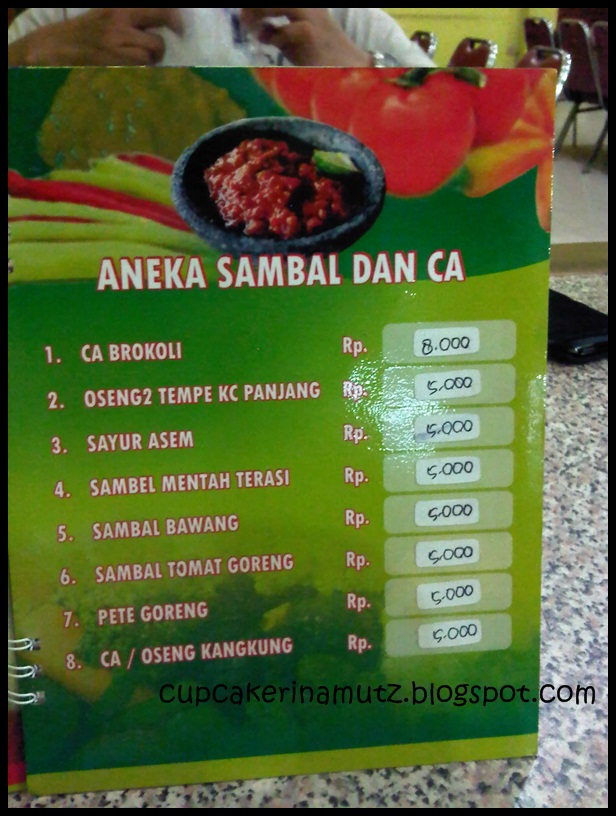 ANEKA SAMBAL DAN CA
1. CA BROKOLI Rp. 8.000
2. OSENG2 TEMPE KC PANJANG Rp. 5.000
3. SAYUR ASEM Rp. 5.000
4. SAMBEL MENTAH TERASI Rp. 5.000
5. SAMBAL BAWANG Rp. 5.000
6. SAMBAL TOMAT GORENG Rp. 5.000
7. PETE GORENG Rp. 5.000
8. CA / OSENG KANGKUNG Rp. 5.000
cupcakerinamutz.blogspot.com